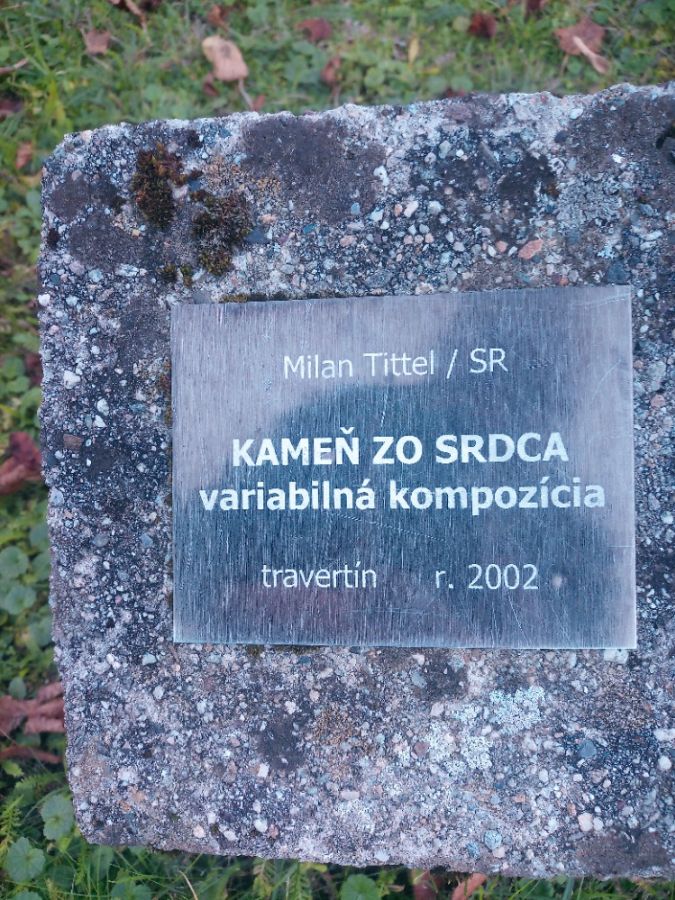 Milan Tittel / SR
KAMEŇ ZO SRDCA
variabilná kompozícia
travertín r. 2002